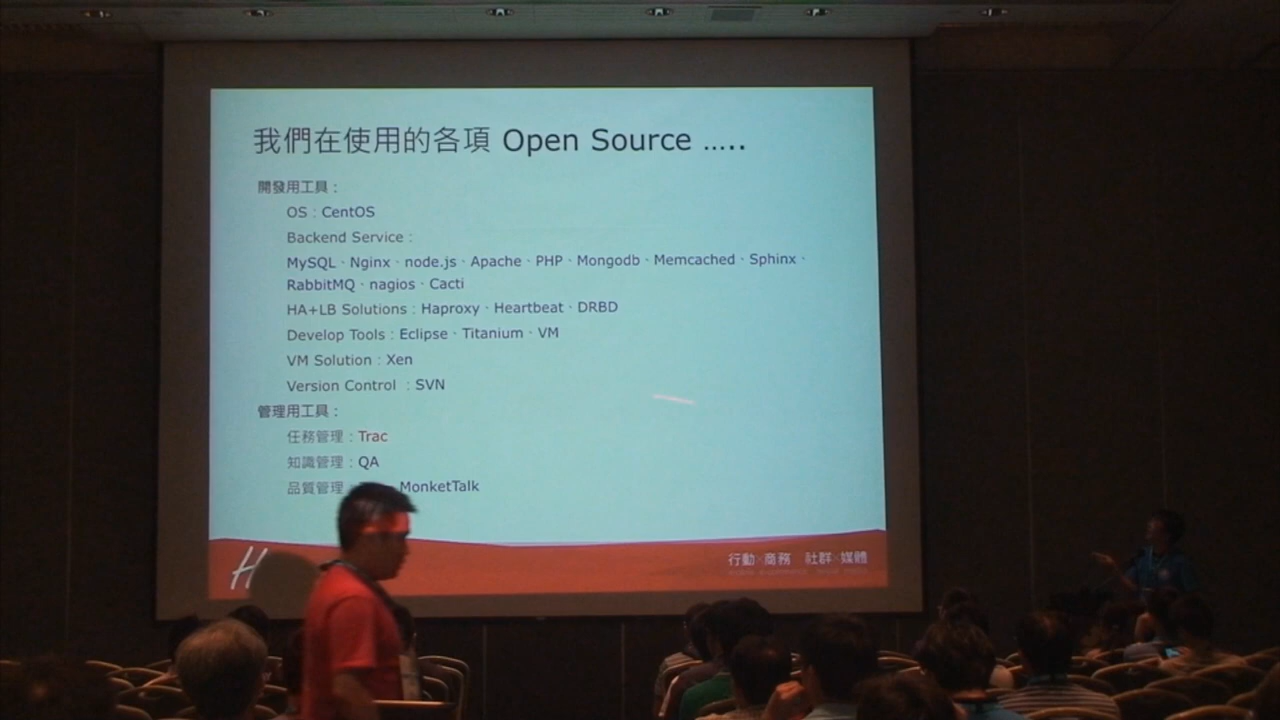 我們在使用的各項 Open Source .....
開發用工具：
OS：CentOS
Backend Service：
MySQL、Nginx、node.js、Apache、PHP、Mongodb、Memcached、Sphinx、
RabbitMQ、nagios、Cacti
HA+LB Solutions：Haproxy、Heartbeat、DRBD
Develop Tools：Eclipse、Titanium、VM
VM Solution：Xen
Version Control ：SVN
管理用工具：
任務管理：Trac
知識管理：QA
品質管理 MonketTalk
H
行動 商務 社群 媒體